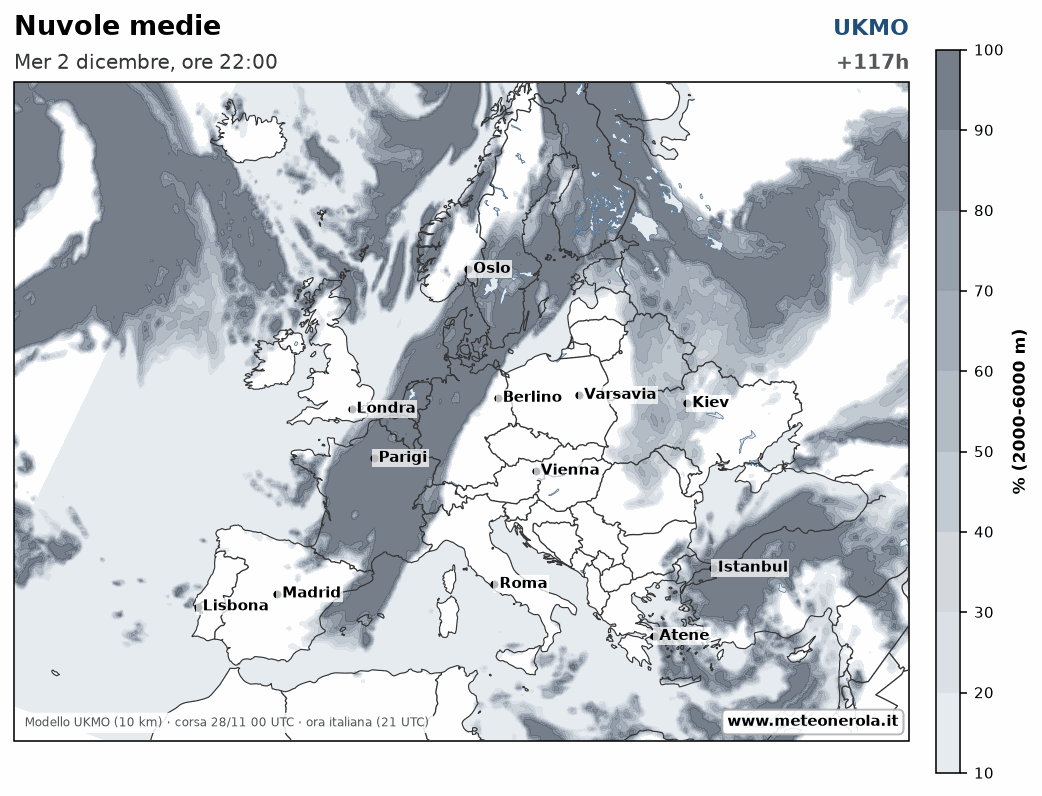 Nuvole medie
UKMO
Mer 2 dicembre, ore 22:00
+117h
100
90
80
70
60
50
40
30
20
10
% (2000-6000 m)
Oslo
Berlino
Varsavia
Kiev
Londra
Parigi
Vienna
Istanbul
Roma
Madrid
Lisbona
Atene
Modello UKMO (10 km) · corsa 28/11 00 UTC · ora italiana (21 UTC)
www.meteonerola.it